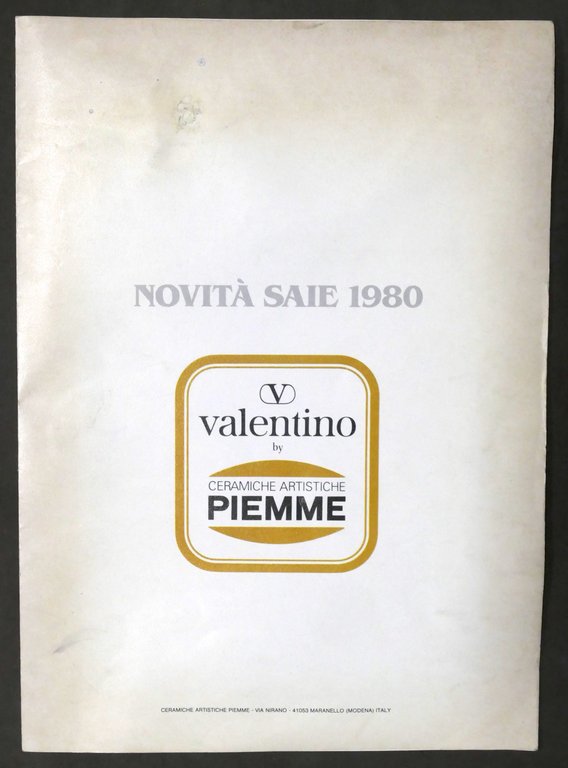 NOVITÀ SAIE 1980
V
valentino
by
CERAMICHE ARTISTICHE
PIEMME
CERAMICHE ARTISTICHE PIEMME - VIA NIRANO - 41053 MARANELLO (MODENA) ITALY